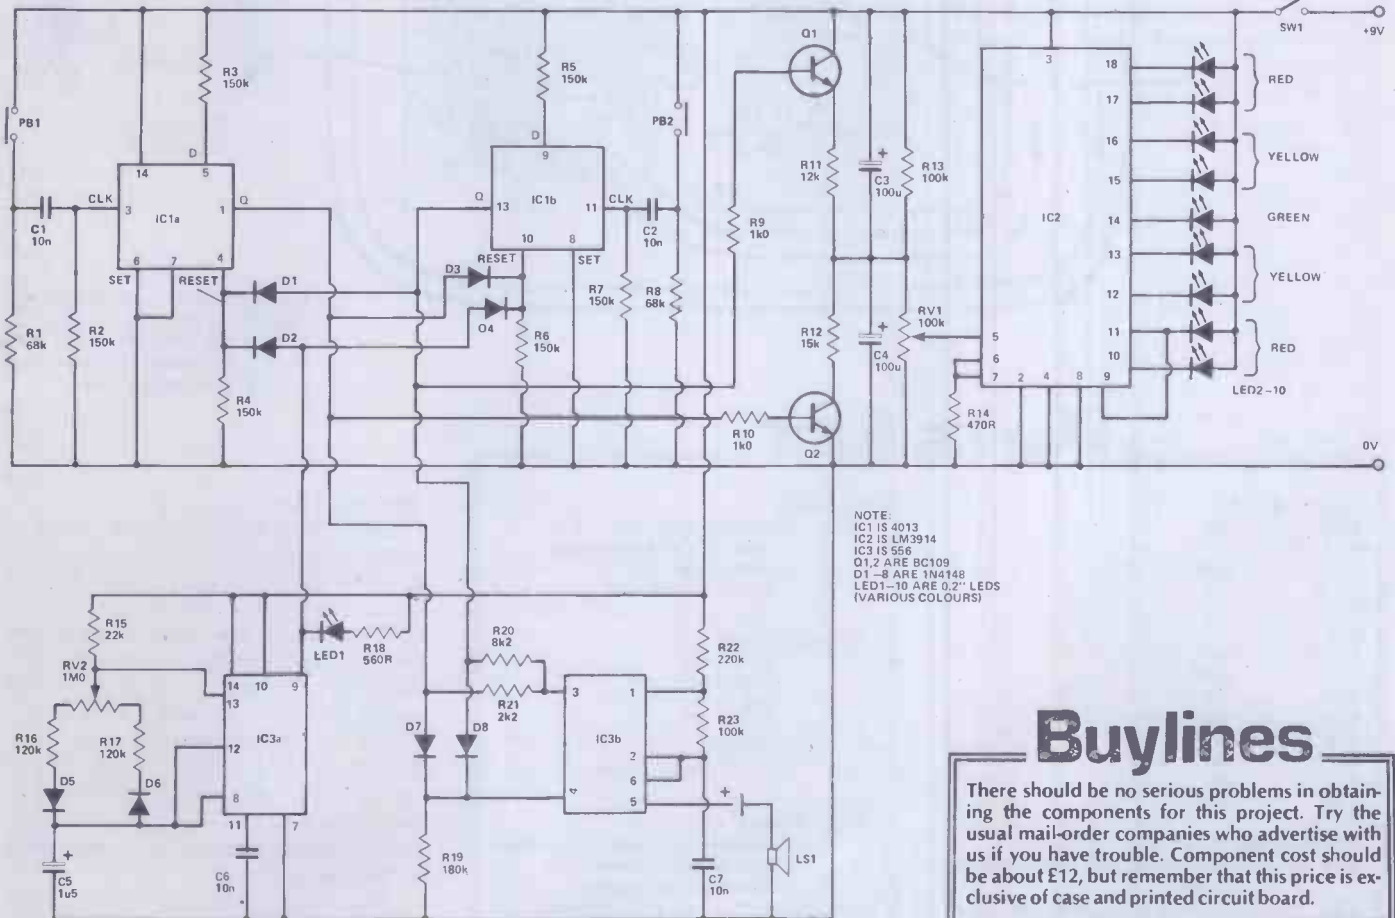 SW1
+9V
R3
150k
R5
150k
Q1
PB1
PB2
3
18
17
16
15
14
13
12
11
10
9
RED
YELLOW
GREEN
YELLOW
RED
LED2-10
D
14
5
CLK
3
IC1a
1
Q
6
7
4
SET
RESET
C1
10n
R1
68k
R2
150k
R4
150k
D1
D2
D
9
Q
13
IC1b
11
CLK
10
8
RESET
SET
C2
10n
D3
O4
R6
150k
R7
150k
R8
68k
R9
1k0
R10
1k0
Q2
R11
12k
C3
100u
R13
100k
R12
15k
C4
100u
RV1
100k
IC2
5
6
7
2
4
8
R14
470R
0V
NOTE:
IC1 IS 4013
IC2 IS LM3914
IC3 IS 556
Q1,2 ARE BC109
D1-8 ARE 1N4148
LED1-10 ARE 0.2" LEDS
(VARIOUS COLOURS)
R15
22k
RV2
1M0
R16
120k
R17
120k
D5
D6
C5
1u5
14
10
9
13
12
8
11
7
IC3a
C6
10n
LED1
R18
560R
R20
8k2
R21
2k2
D7
D8
R19
180k
3
1
IC3b
2
6
4
5
R22
220k
R23
100k
C7
10n
LS1
Buylines
There should be no serious problems in obtain-
ing the components for this project. Try the
usual mail-order companies who advertise with
us if you have trouble. Component cost should
be about £12, but remember that this price is ex-
clusive of case and printed circuit board.